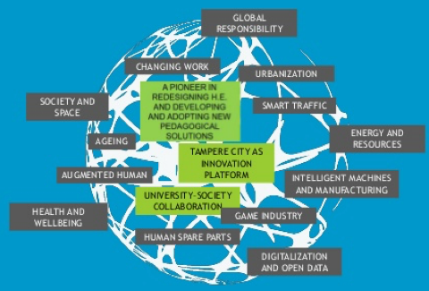 GLOBAL
RESPONSIBILITY
CHANGING WORK
URBANIZATION
A PIONEER IN
REDESIGNING H.E.
AND DEVELOPING
AND ADOPTING NEW
PEDAGOGICAL
SOLUTIONS
SOCIETY AND
SPACE
SMART TRAFFIC
AGEING
ENERGY AND
RESOURCES
TAMPERE CITY AS
INNOVATION
PLATFORM
AUGMENTED HUMAN
INTELLIGENT MACHINES
AND MANUFACTURING
UNIVERSITY-SOCIETY
COLLABORATION
HEALTH AND
WELLBEING
GAME INDUSTRY
HUMAN SPARE PARTS
DIGITALIZATION
AND OPEN DATA